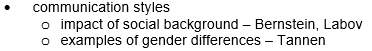 • communication styles
o impact of social background – Bernstein, Labov
o examples of gender differences – Tannen